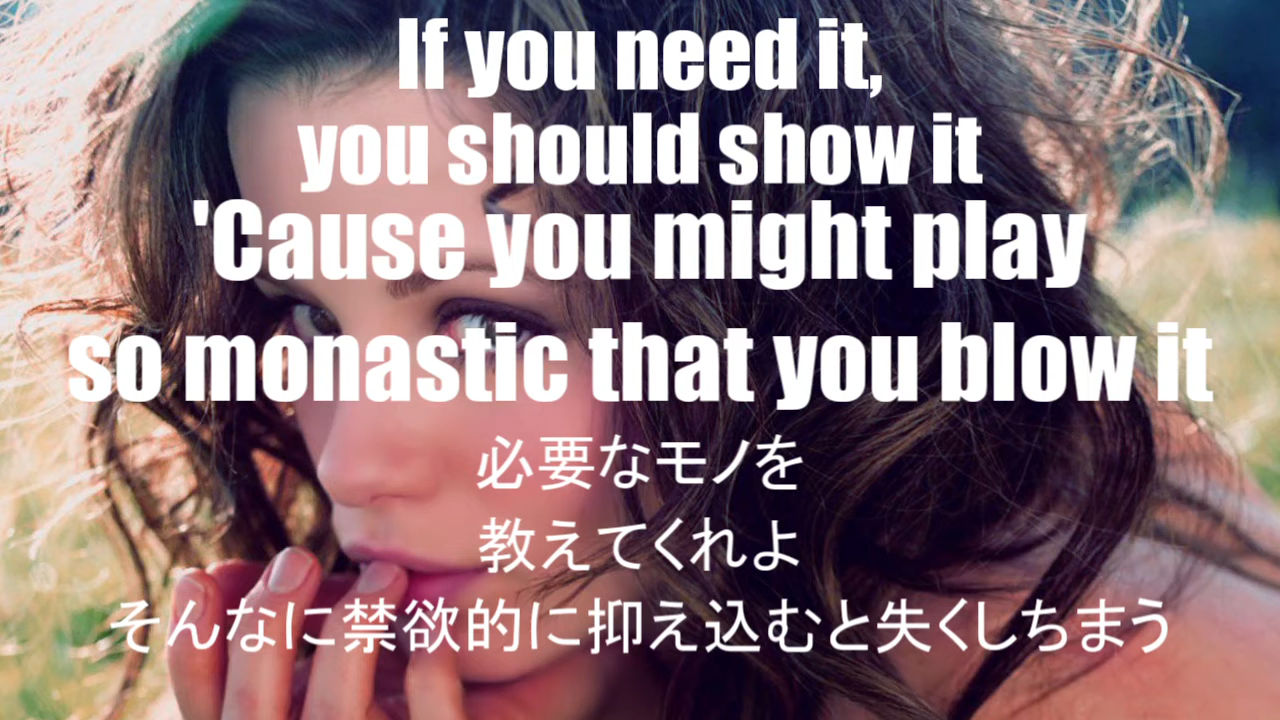 If you need it,
you should show it
'Cause you might play
so monastic that you blow it
必要なモノを
教えてくれよ
そんなに禁欲的に抑え込むと失くしちまう